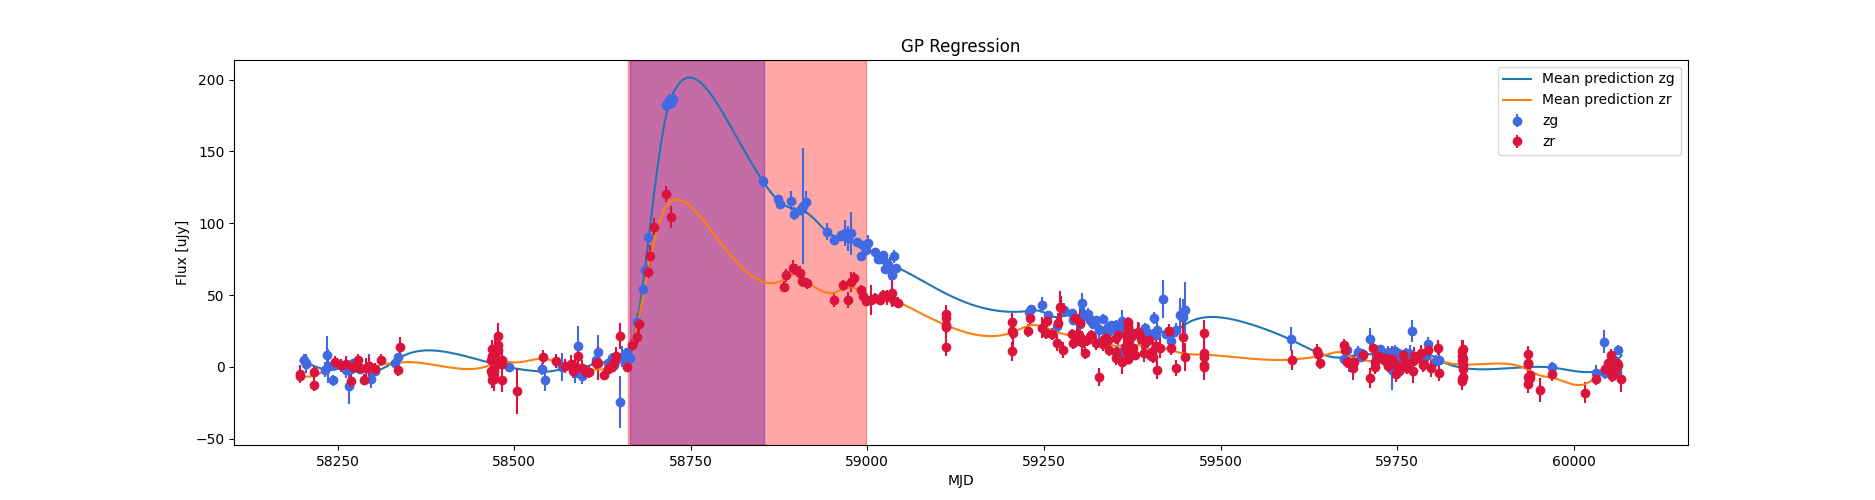 GP Regression
Flux [uJy]
200
150
100
50
0
−50
Mean prediction zg
Mean prediction zr
zg
zr
58250
58500
58750
59000
59250
59500
59750
60000
MJD